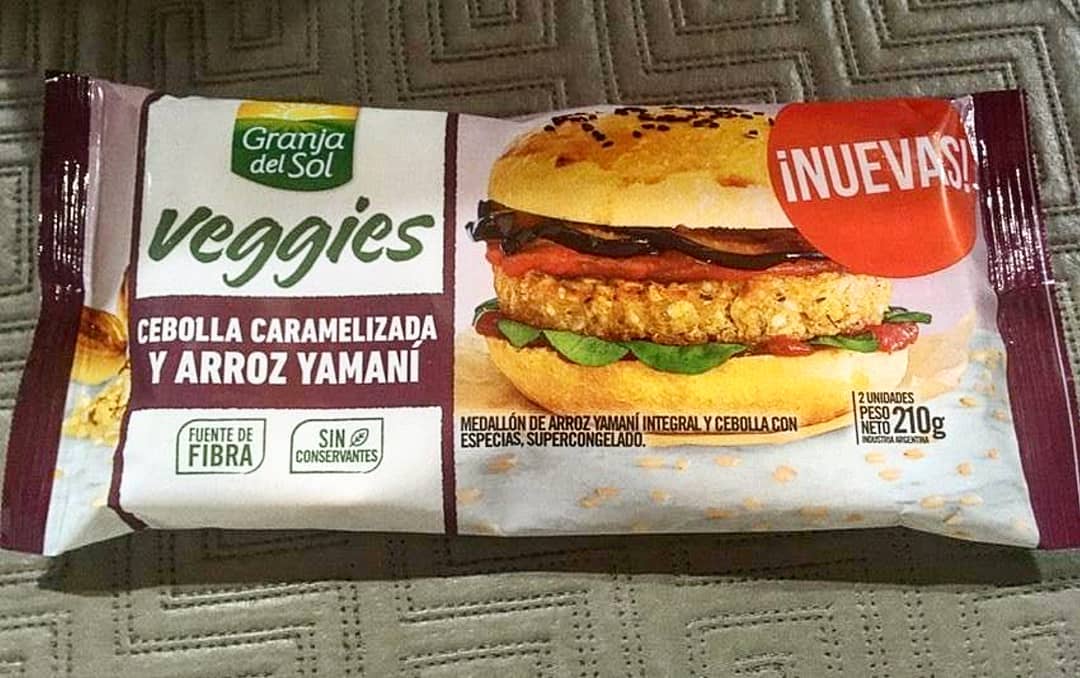 Granja
del Sol
veggies
CEBOLLA CARAMELIZADA
Y ARROZ YAMANÍ
FUENTE DE
FIBRA
SIN
CONSERVANTES
¡NUEVAS!
MEDALLÓN DE ARROZ YAMANÍ INTEGRAL Y CEBOLLA CON
ESPECIAS, SUPERCONGELADO.
2 UNIDADES
PESO
NETO 210g
INDUSTRIA ARGENTINA